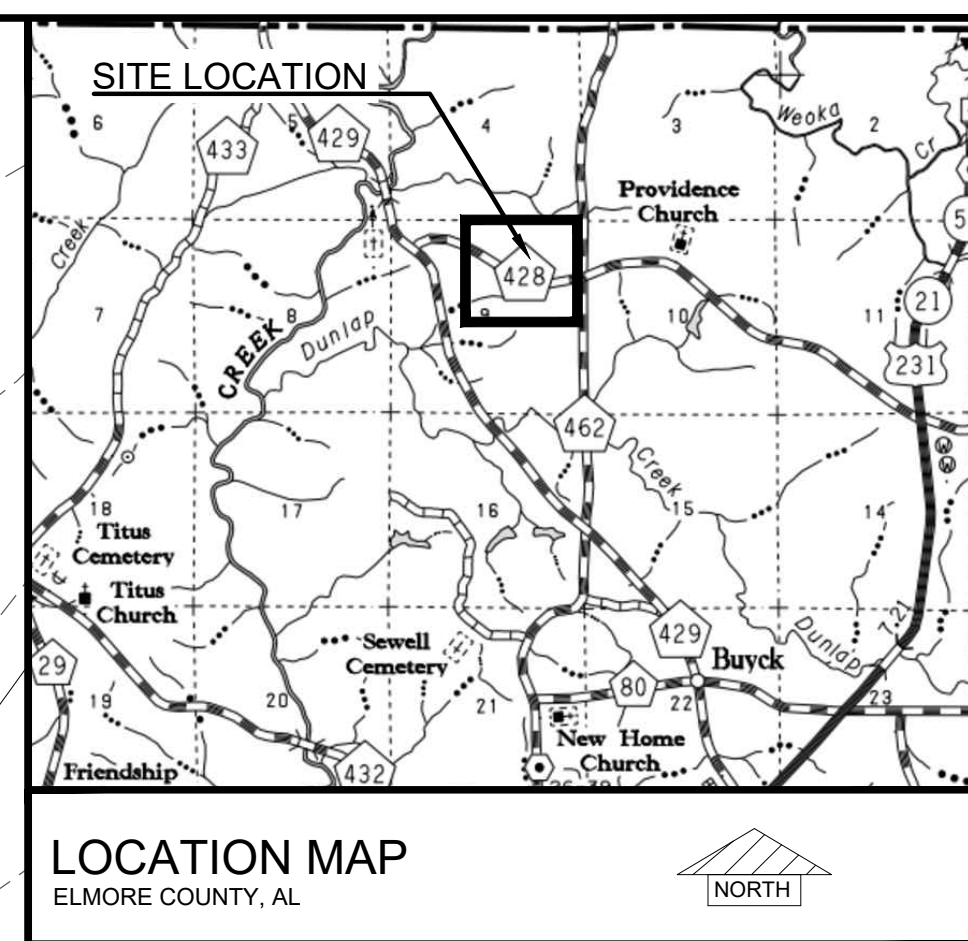 SITE LOCATION
6
5
4
3
2
433
429
Weoka
Cr
Providence
Church
5
Creek
428
21
7
8
9
10
11
CREEK
Dunlap
231
462
Creek
18
17
16
15
14
Titus
Cemetery
Titus
Church
Sewell
Cemetery
429
Dunlap
7,21
29
Buyck
80
19
20
21
22
23
New Home
Church
Friendship
432
LOCATION MAP
ELMORE COUNTY, AL
NORTH